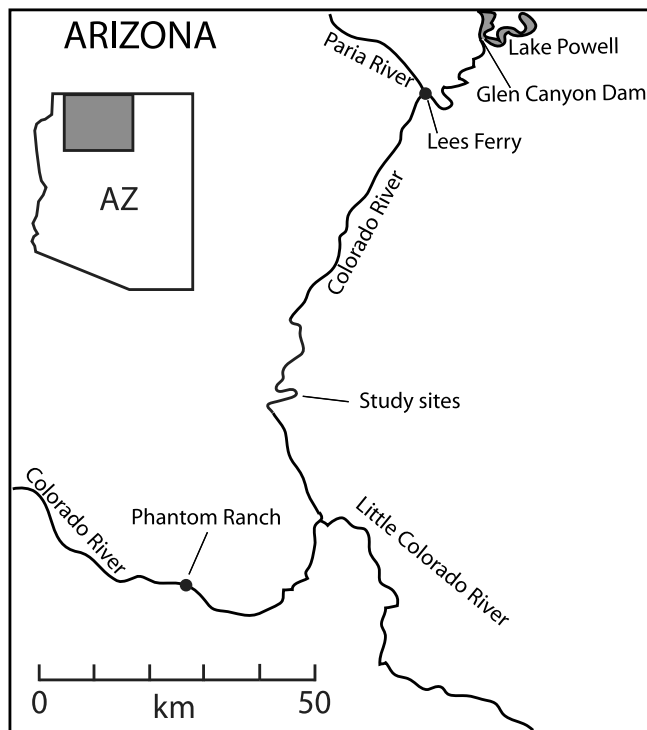 ARIZONA
Paria River
Lake Powell
Glen Canyon Dam
Lees Ferry
AZ
Colorado River
Study sites
Colorado River
Phantom Ranch
Little Colorado River
0
50
km